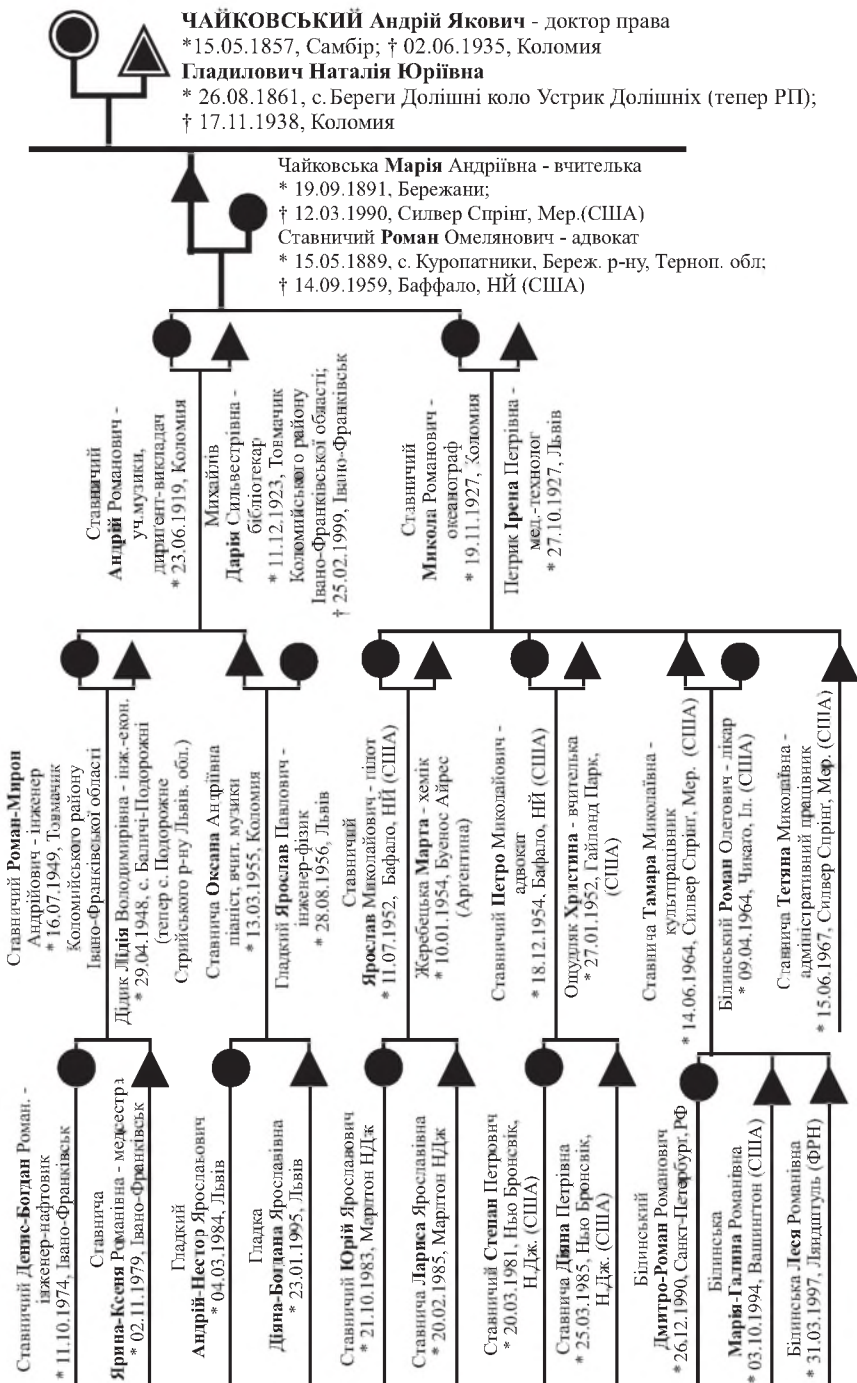 ЧАЙКОВСЬКИЙ Андрій Якович - доктор права
*15.05.1857, Самбір; † 02.06.1935, Коломия
Гладилович Наталія Юріївна
* 26.08.1861, с. Береги Долішні коло Устрик Долішніх (тепер РП);
† 17.11.1938, Коломия
Чайковська Марія Андріївна - вчителька
* 19.09.1891, Бережани;
† 12.03.1990, Силвер Спрінг, Мер.(США)
Ставничий Роман Омелянович - адвокат
* 15.05.1889, с. Куропатники, Береж. р-ну, Терноп. обл;
† 14.09.1959, Баффало, НЙ (США)
Ставничий
Андрій Романович -
уч.музики,
диригент-викладач
* 23.06.1919, Коломия
Михайлів
Дарія Сильвестрівна -
бібліотекар
* 11.12.1923, Товмачик
Коломийського району
Івано-Франківської області;
† 25.02.1999, Івано-Франківськ
Ставничий
Микола Романович -
океанограф
* 19.11.1927, Коломия
Петрик Ірена Петрівна -
мед.-технолог
* 27.10.1927, Львів
Ставничий Роман-Мирон
Андрійович - інженер
* 16.07.1949, Товмачик
Коломийського району
Івано-Франківської області
Дідик Лідія Володимирівна - інж.-екон.
* 29.04.1948, с. Баличі-Подорожні
(тепер с. Подорожне
Стрийського р-ну Львів. обл.)
Ставнича Оксана Андріївна
піаніст, вчит. музики
* 13.03.1955, Коломия
Гладкий Ярослав Павлович -
інженер-фізик
* 28.08.1956, Львів
Ставничий
Ярослав Миколайович - пілот
* 11.07.1952, Бафало, НЙ (США)
Жеребецька Марта - хемік
* 10.01.1954, Буенос Айрес
(Аргентина)
Ставничий Петро Миколайович -
адвокат
* 18.12.1954, Бафало, НЙ (США)
Ощудляк Христина - вчителька
* 27.01.1952, Гайланд Парк,
(США)
Ставнича Тамара Миколаївна -
культпрацівник
* 14.06.1964, Силвер Спрінг, Мер. (США)
Білинський Роман Олегович - лікар
* 09.04.1964, Чикаго, Іл. (США)
Ставнича Тетяна Миколаївна -
адміністративний працівник
* 15.06.1967, Силвер Спрінг, Мер. (США)
Ставничий Денис-Богдан Роман. -
інженер-нафтовик
* 11.10.1974, Івано-Франківськ
Ставнича
Ярина-Ксеня Романівна - медсестра
* 02.11.1979, Івано-Франківськ
Гладкий
Андрій-Нестор Ярославович
* 04.03.1984, Львів
Гладка
Діяна-Богдана Ярославівна
* 23.01.1995, Львів
Ставничий Юрій Ярославович
* 21.10.1983, Марлтон НДж
Ставнича Лариса Ярославівна
* 20.02.1985, Марлтон НДж
Ставничий Степан Петрович
* 20.03.1981, Нью Бронсвік,
Н.Дж. (США)
Ставнича Діяна Петрівна
* 25.03.1985, Нью Бронсвік,
Н.Дж. (США)
Білинський
Дмитро-Роман Романович
* 26.12.1990, Санкт-Петербург, РФ
Білинська
Марія-Галина Романівна
* 03.10.1994, Вашингтон (США)
Білинська Леся Романівна
* 31.03.1997, Ляндштуль (ФРН)